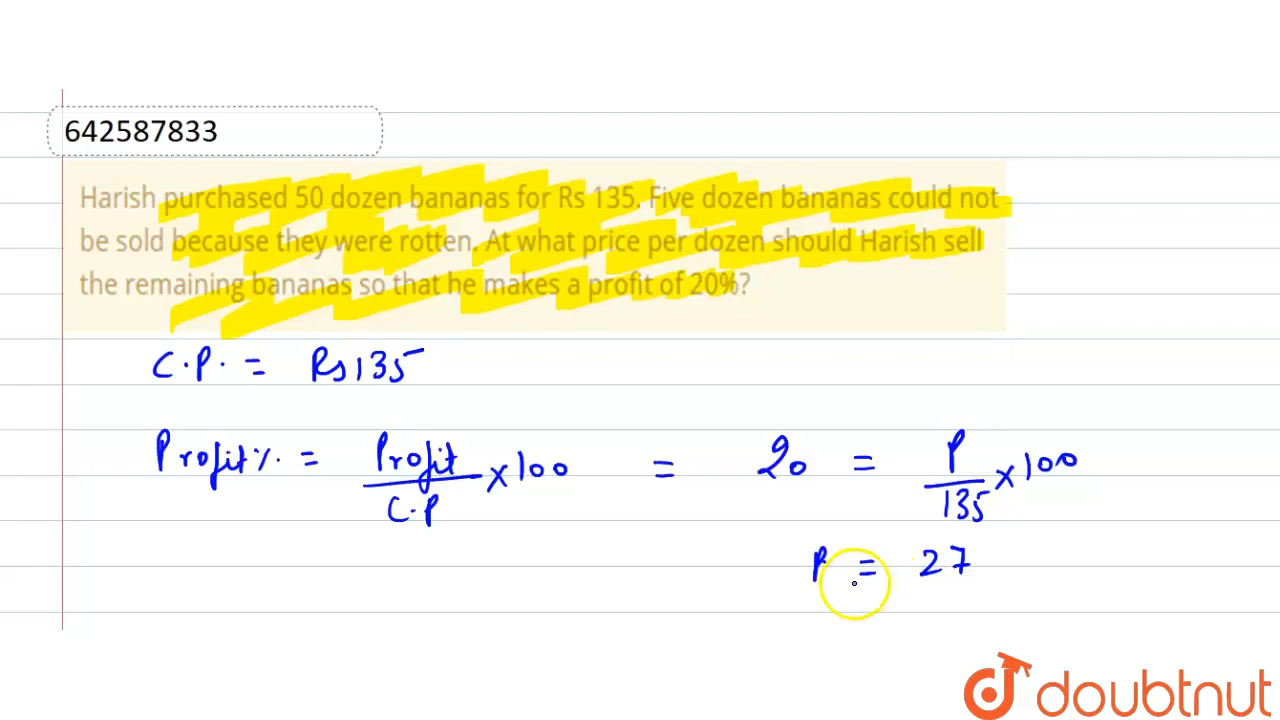 642587833
Harish purchased 50 dozen bananas for Rs 135. Five dozen bananas could not
be sold because they were rotten. At what price per dozen should Harish sell
the remaining bananas so that he makes a profit of 20%?
C.P. = Rs 135
Profit% = Profit/C.P × 100 = 20 = P/135 × 100
P = 27
doubtnut